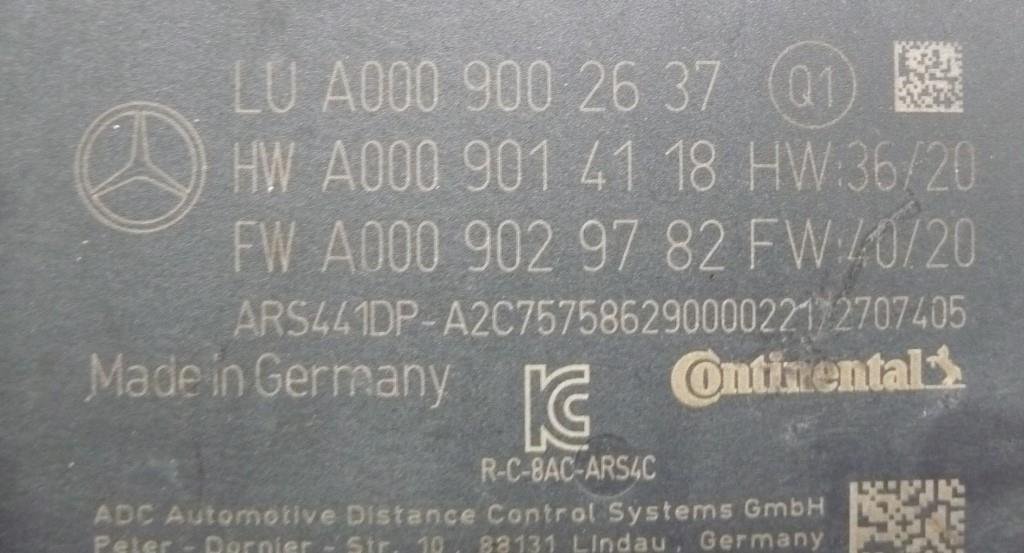 LU A000 900 26 37 Q1
HW A000 901 41 18 HW:36/20
FW A000 902 97 82 FW:40/20
ARS441DP-A2C7575862900002212707405
Made in Germany
Continental
R-C-8AC-ARS4C
ADC Automotive Distance Control Systems GmbH
Peter - Dornier - Str. 10, 88131 Lindau, Germany